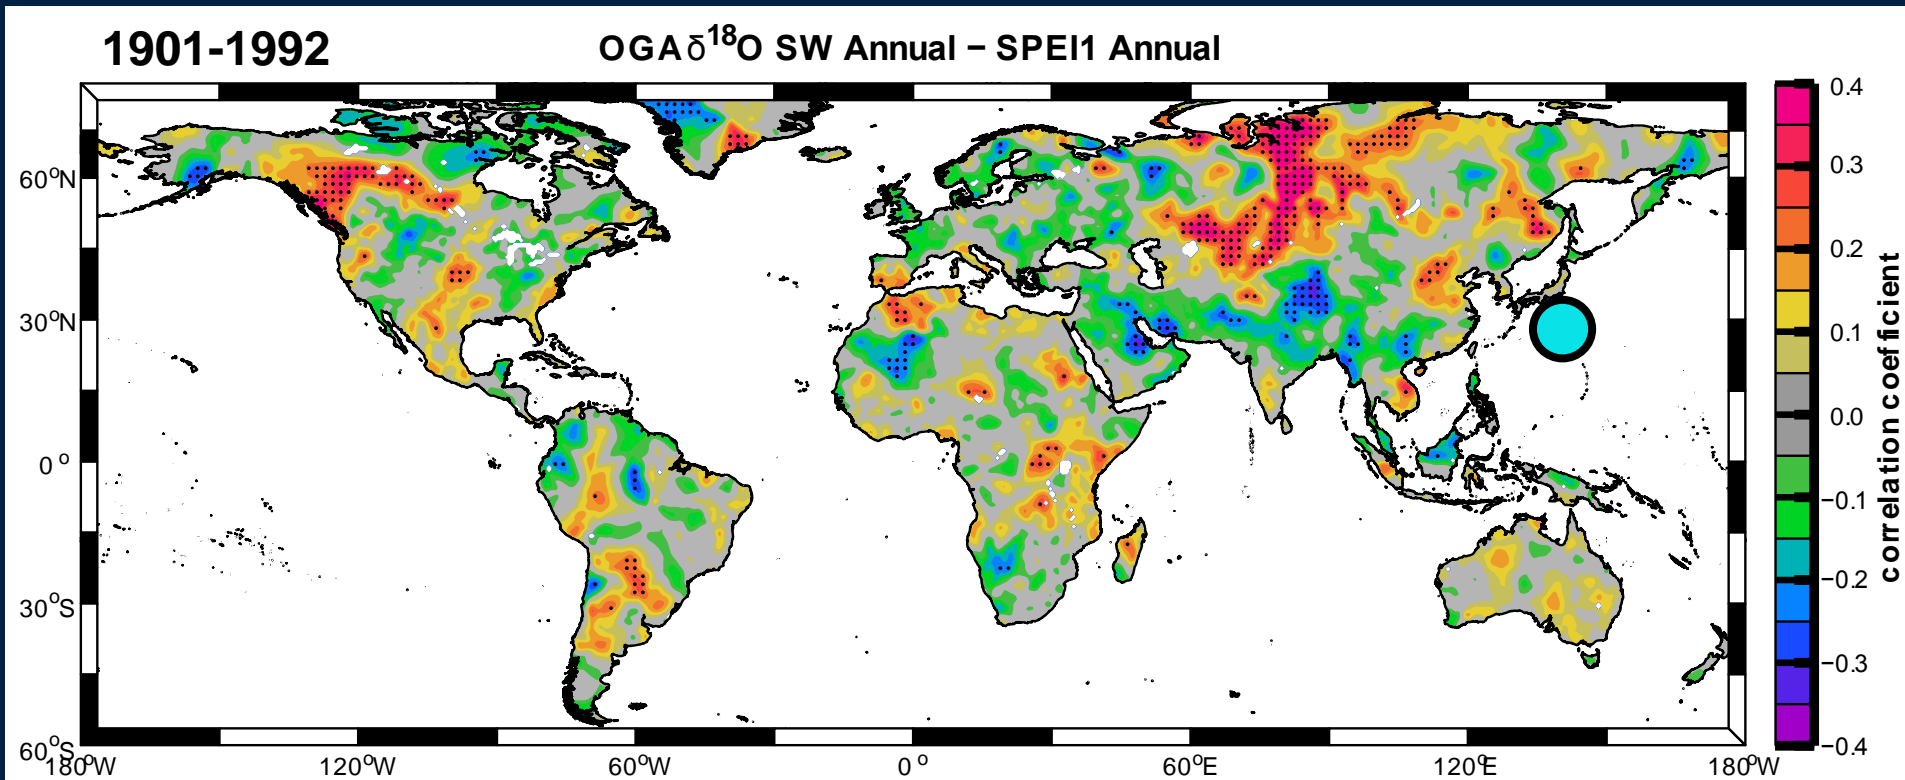 1901-1992
OGA δ¹⁸O SW Annual – SPEI1 Annual
0.4
0.3
0.2
0.1
0.0
−0.1
−0.2
−0.3
−0.4
correlation coefficient
60°N
30°N
0°
30°S
60°S
180°W
120°W
60°W
0°
60°E
120°E
180°W